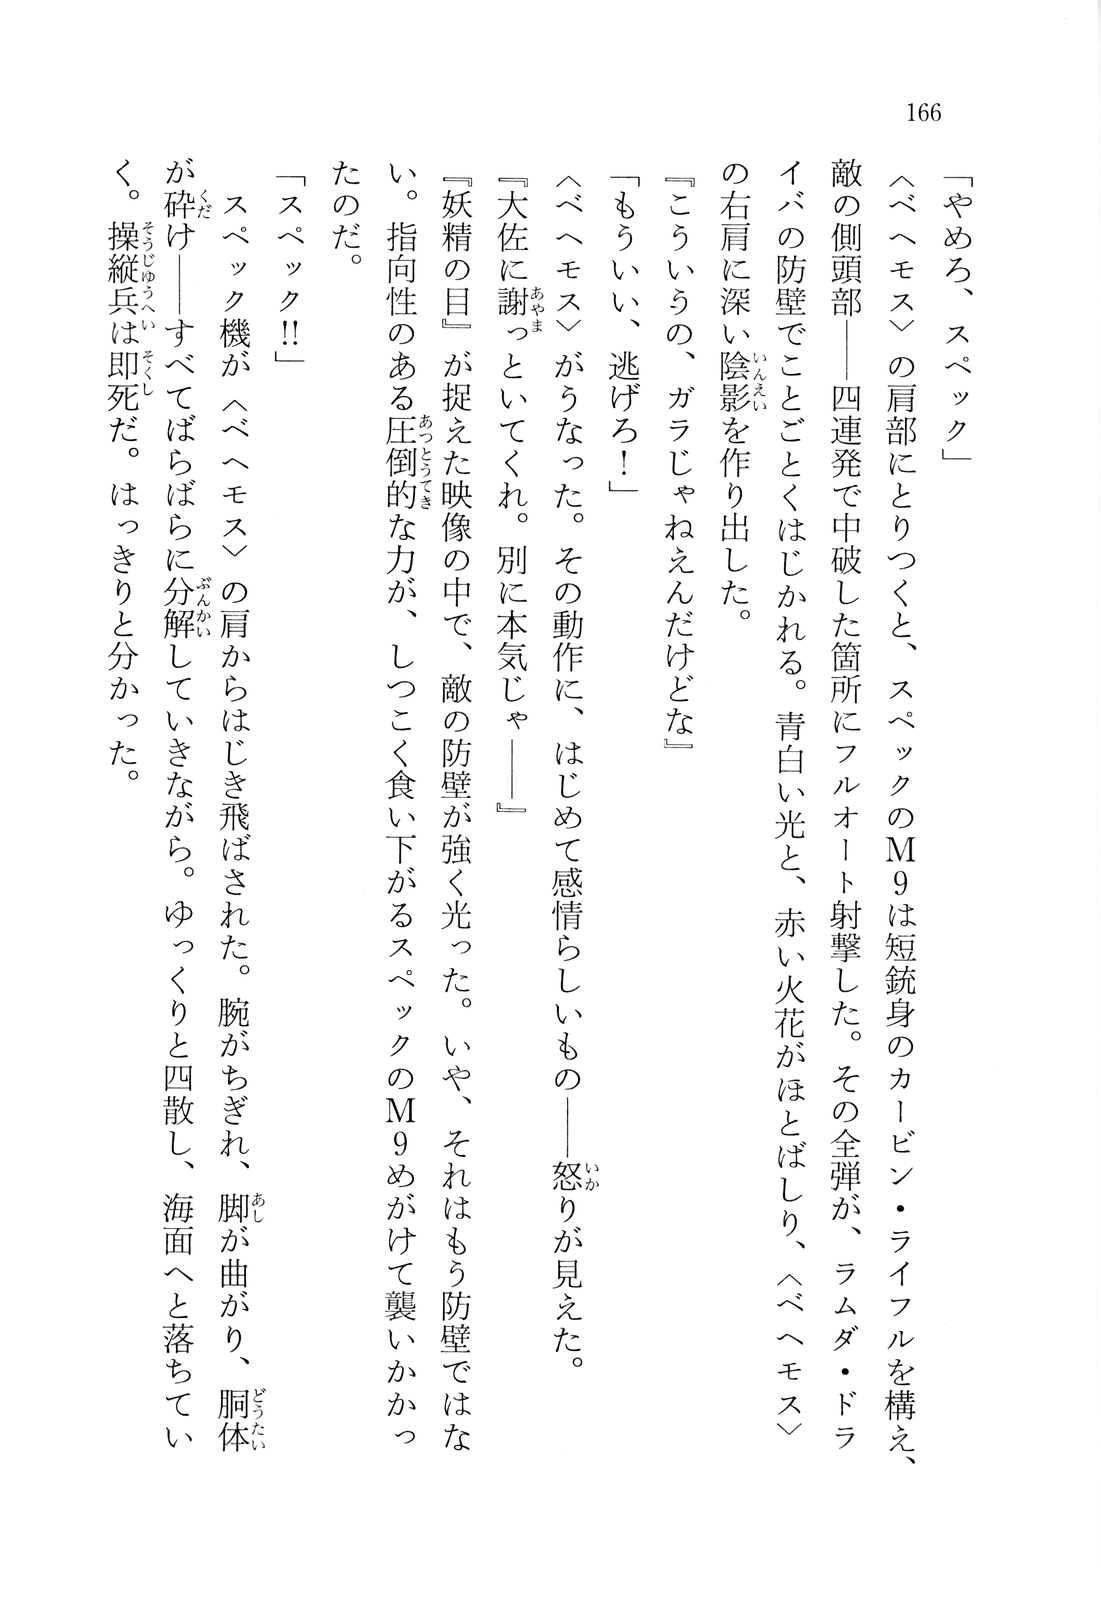 166
「やめろ、スペック」
〈ベヘモス〉の肩部にとりつくと、スペックのM9は短銃身のカービン・ライフルを構え、
敵の側頭部――四連発で中破した箇所にフルオート射撃した。その全弾が、ラムダ・ドラ
イバの防壁でことごとくはじかれる。青白い光と、赤い火花がほとばしり、〈ベヘモス〉
の右肩に深い陰影を作り出した。
『こういうの、ガラじゃねえんだけどな』
「もういい、逃げろ!」
〈ベヘモス〉がうなった。その動作に、はじめて感情らしいもの――怒りが見えた。
『大佐に謝っといてくれ。別に本気じゃ――』
『妖精の目』が捉えた映像の中で、敵の防壁が強く光った。いや、それはもう防壁ではな
い。指向性のある圧倒的な力が、しつこく食い下がるスペックのM9めがけて襲いかかっ
たのだ。
「スペック!!」
スペック機が〈ベヘモス〉の肩からはじき飛ばされた。腕がちぎれ、脚が曲がり、胴体
が砕け――すべてばらばらに分解していきながら。ゆっくりと四散し、海面へと落ちてい
く。操縦兵は即死だ。はっきりと分かった。